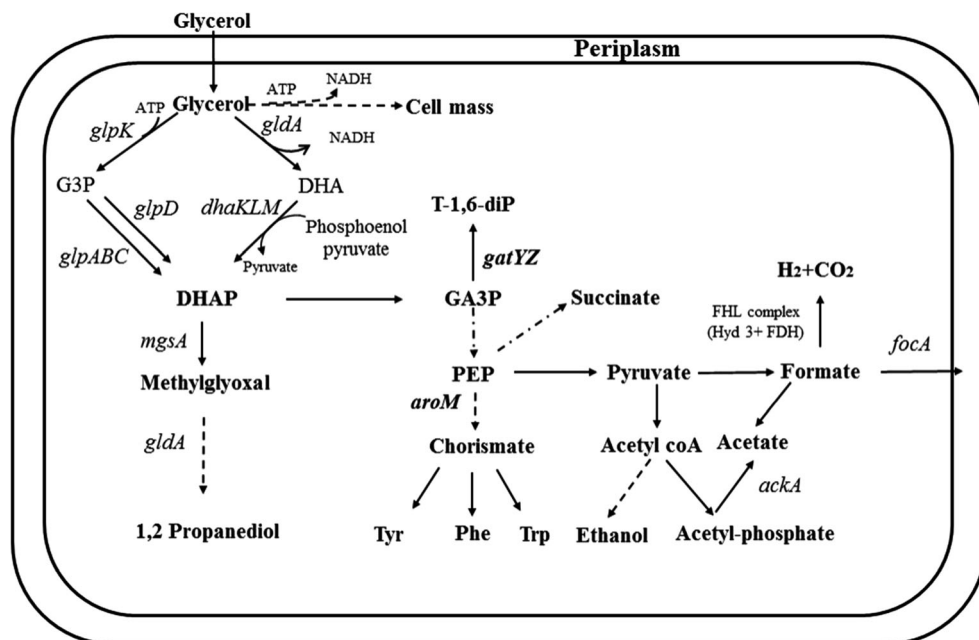 Glycerol
Periplasm
NADH
ATP
ATP
Glycerol
Cell mass
glpK
gldA
NADH
G3P
DHA
glpD
dhaKLM
T-1,6-diP
Phosphoenol
pyruvate
glpABC
gatYZ
Pyruvate
H2+CO2
DHAP
GA3P
Succinate
FHL complex
(Hyd 3+ FDH)
mgsA
focA
Methylglyoxal
PEP
Pyruvate
Formate
aroM
gldA
Chorismate
Acetyl coA
Acetate
ackA
1,2 Propanediol
Tyr
Phe
Trp
Ethanol
Acetyl-phosphate